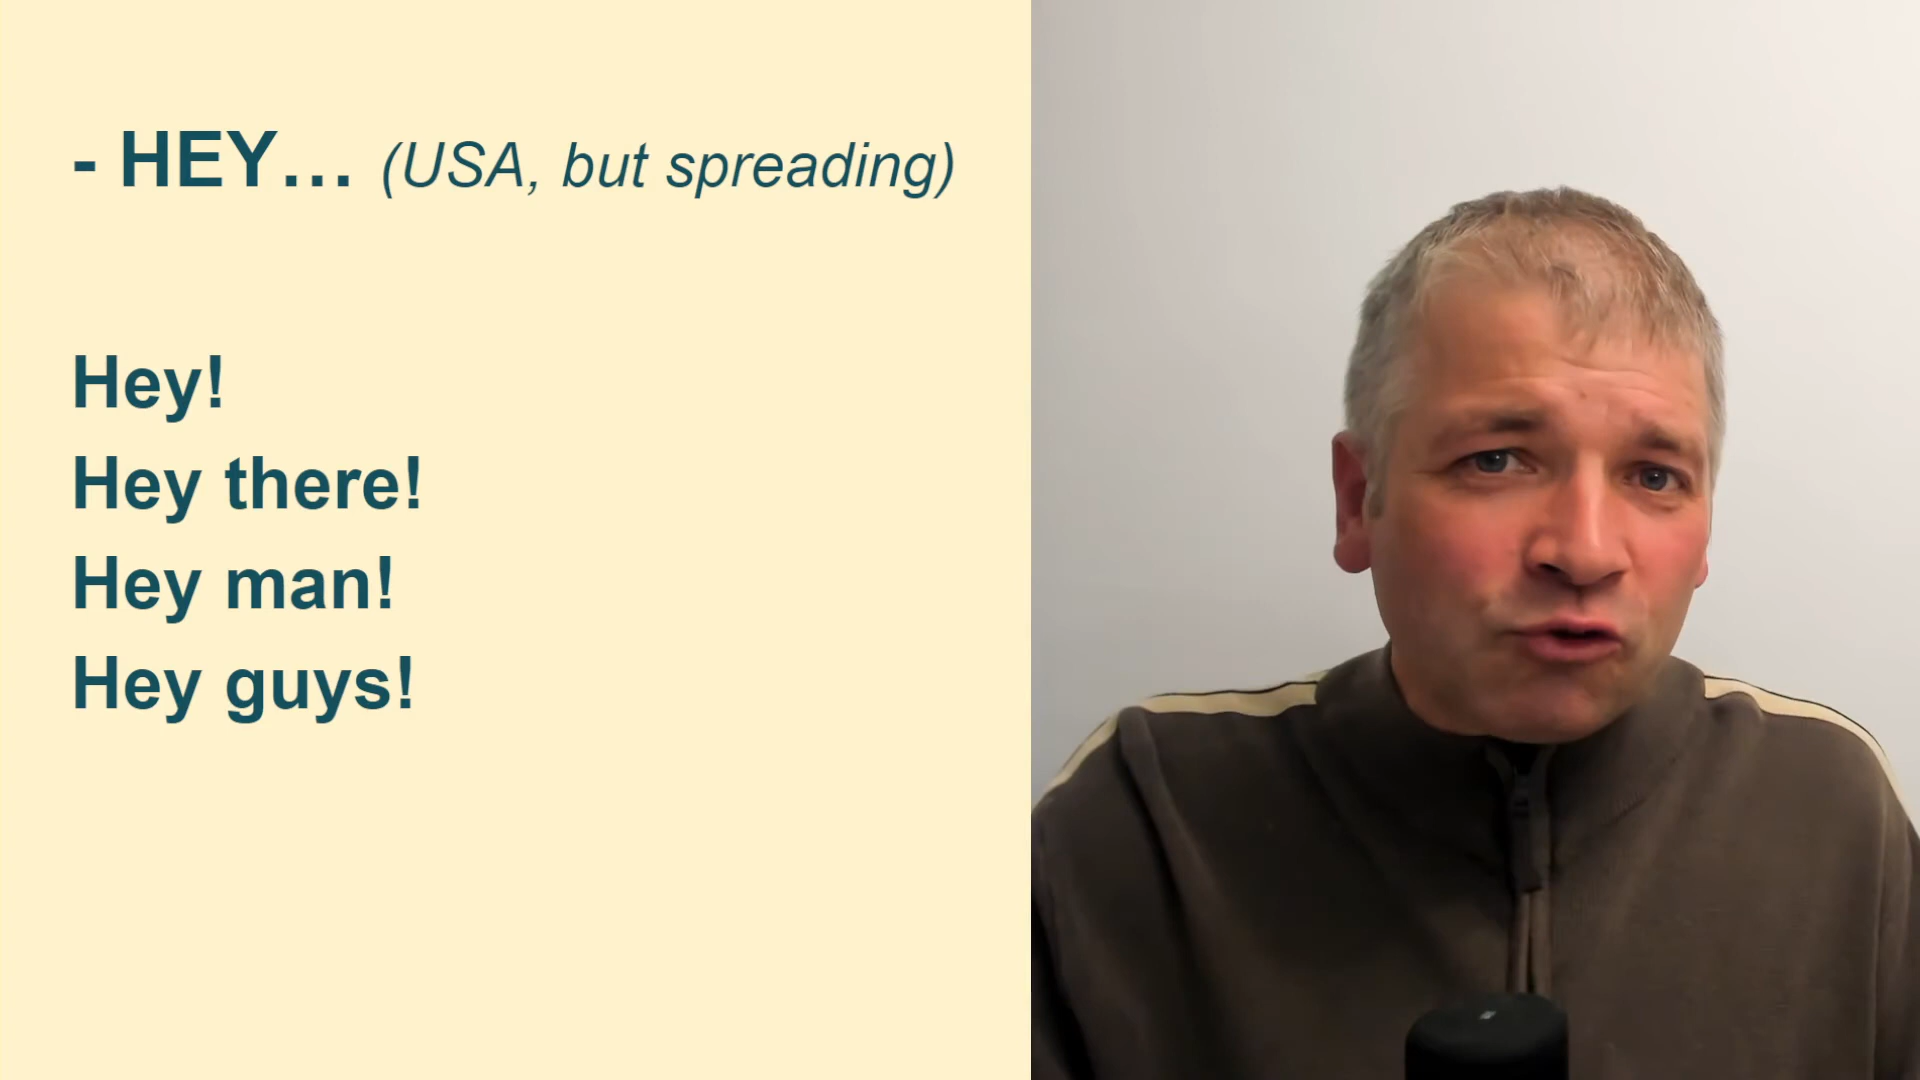 - HEY… (USA, but spreading)
Hey!
Hey there!
Hey man!
Hey guys!